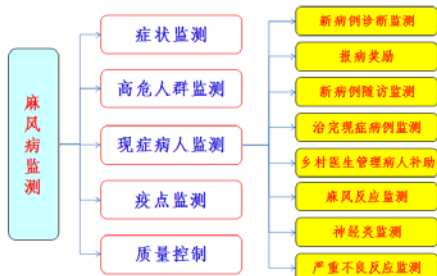 麻风病监测
症状监测
高危人群监测
现症病人监测
疫点监测
质量控制
新病例诊断监测
报病奖励
新病例随访监测
治完现症病例监测
乡村医生管理病人补助
麻风反应监测
神经炎监测
严重不良反应监测